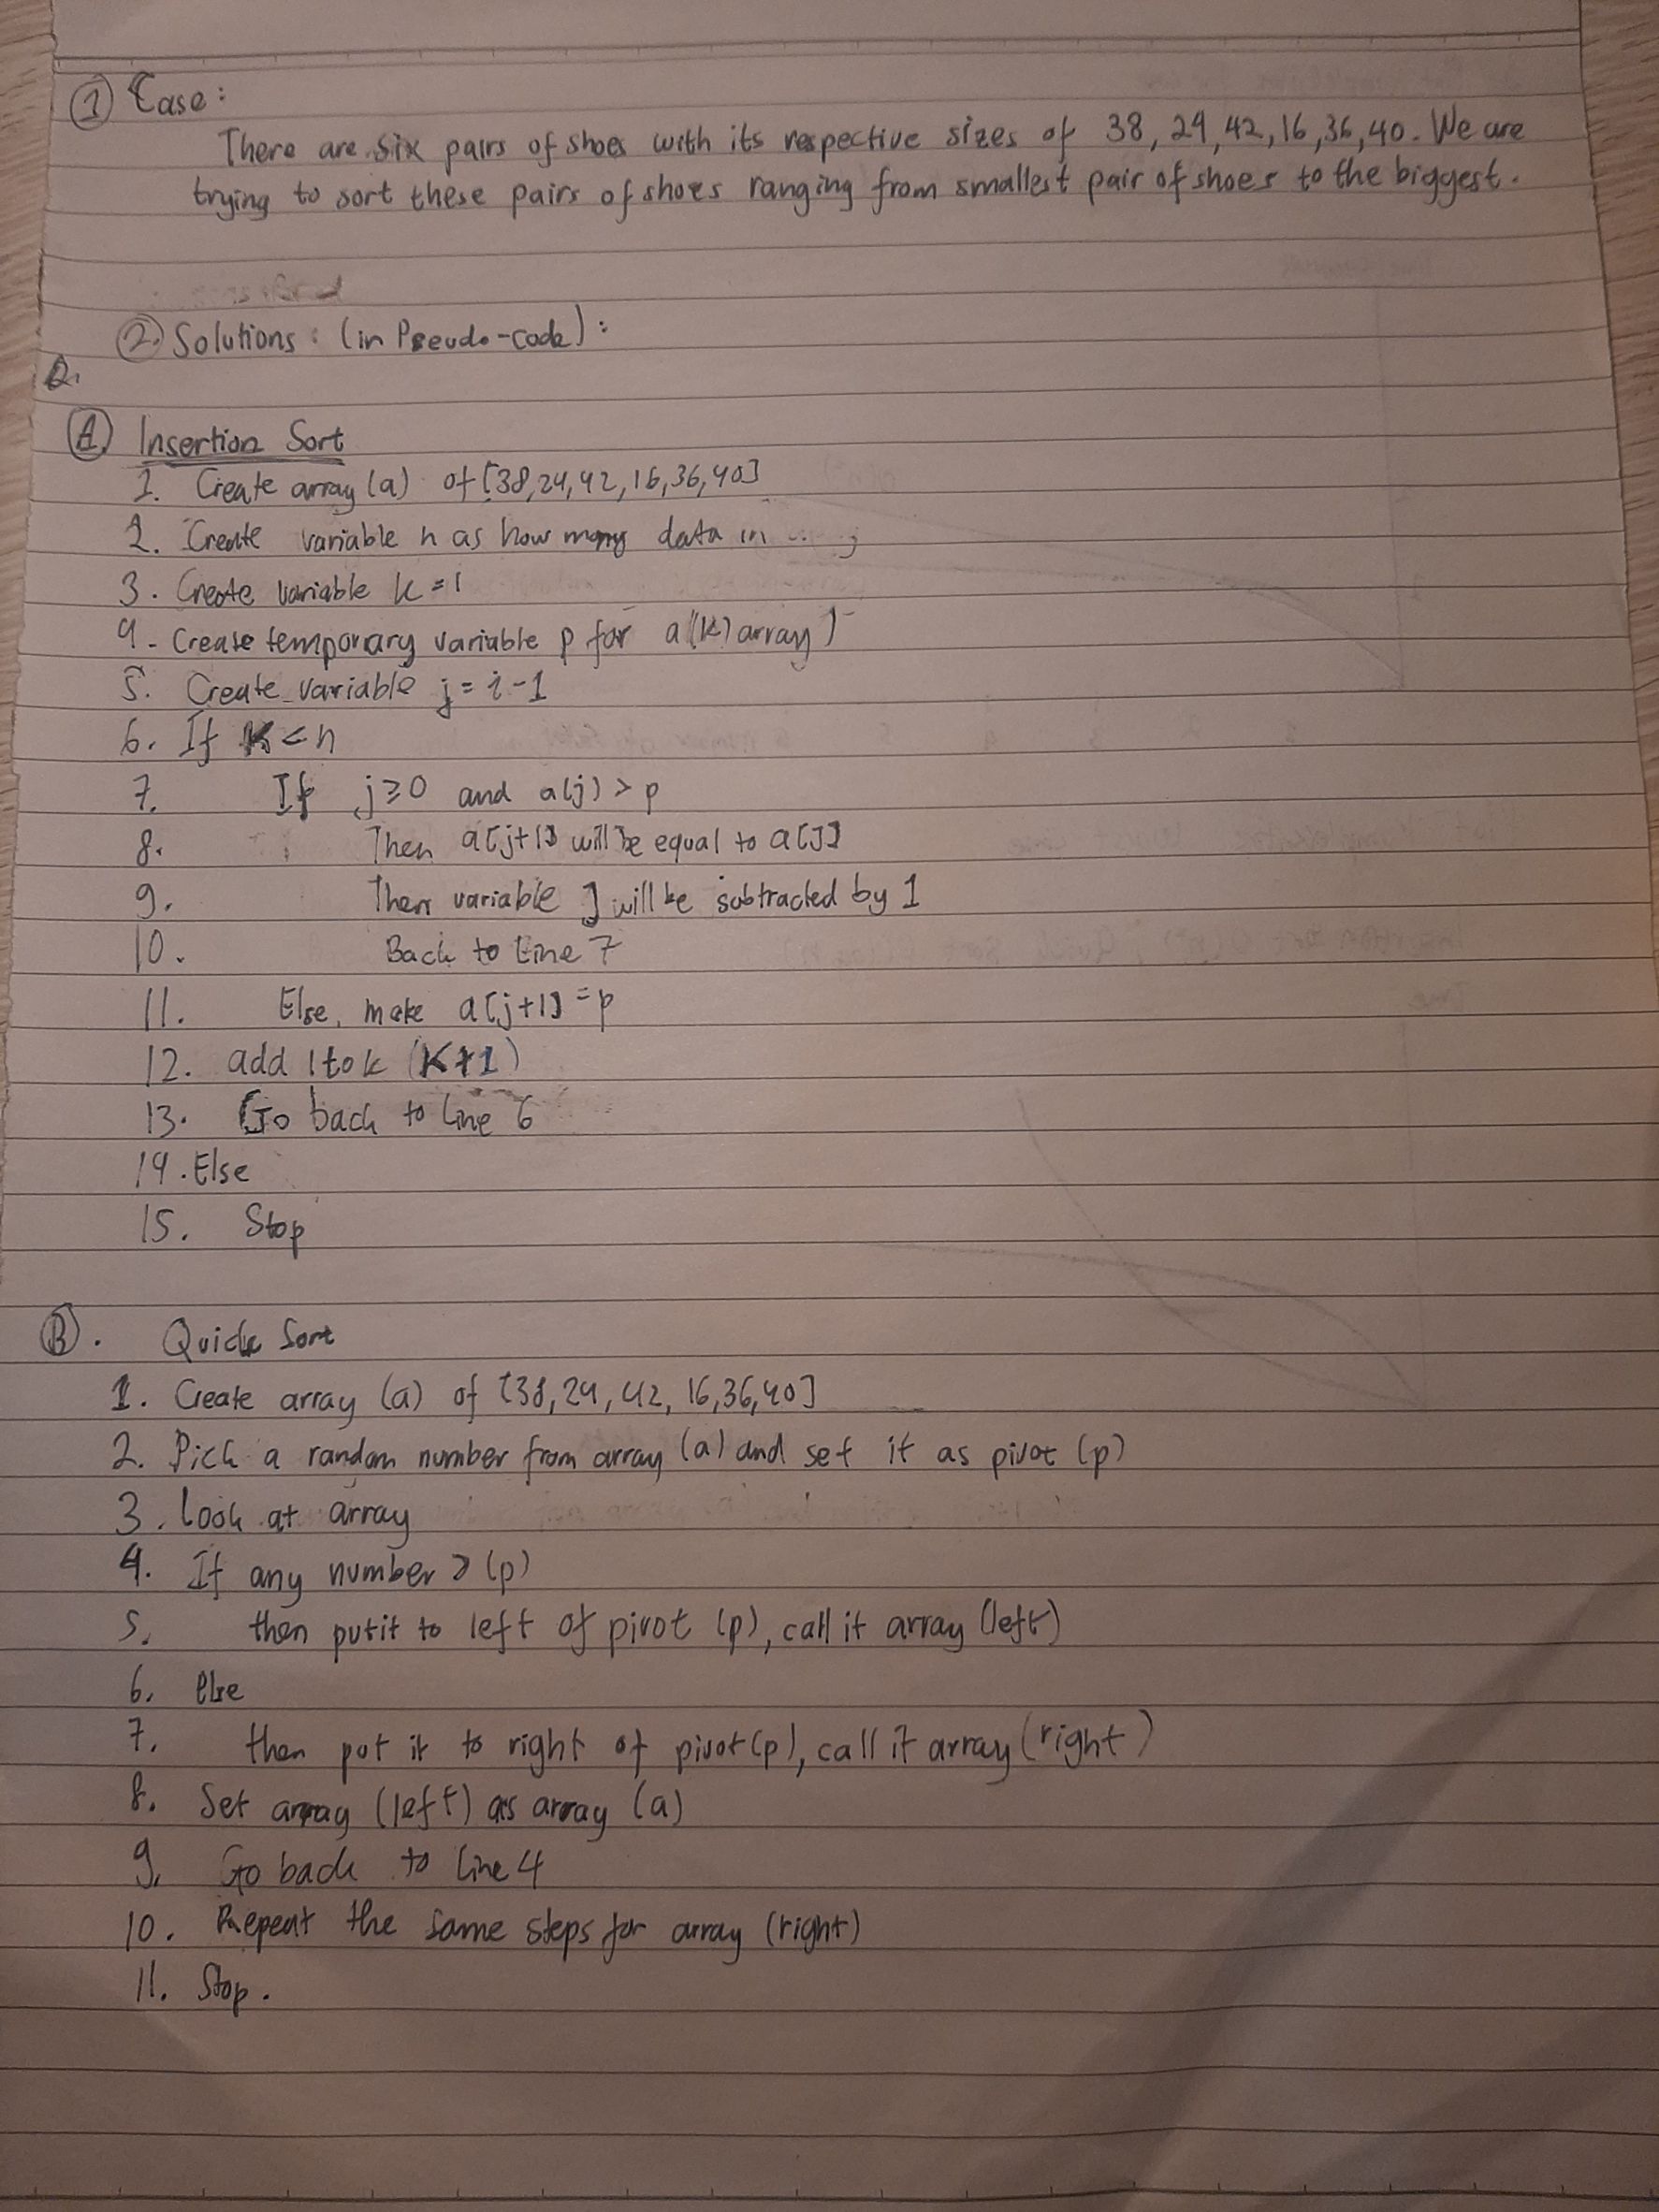 1 Case:
There are six pairs of shoes with its respective sizes of 38, 24, 42, 16, 36, 40. We are
trying to sort these pairs of shoes ranging from smallest pair of shoes to the biggest.
2. Solutions: (in Pseudo-code):
2.
A. Insertion Sort
1. Create array (a) of [38,24,42,16,36,40]
2. Create variable n as how many data in
3. Create variable k = 1
4. Create temporary variable p for a(k) array)
5. Create variable j = i-1
6. If k < n
7. If j ≥ 0 and a(j) > p
8. Then a[j+1] will be equal to a[J]
9. Then variable J will be subtracted by 1
10. Back to Line 7
11. Else, make a[j+1] = p
12. add 1 to k (K+1)
13. Go back to line 6
14. Else
15. Stop
B. Quick Sort
1. Create array (a) of [38,24,42, 16,36,40]
2. Pick a random number from array (a) and set it as pivot (p)
3. Look at array
4. If any number > (p)
5. then put it to left of pivot (p), call it array (left)
6. else
7. then put it to right of pivot (p), call it array (right)
8. Set array (left) as array (a)
9. Go back to line 4
10. Repeat the same steps for array (right)
11. Stop.